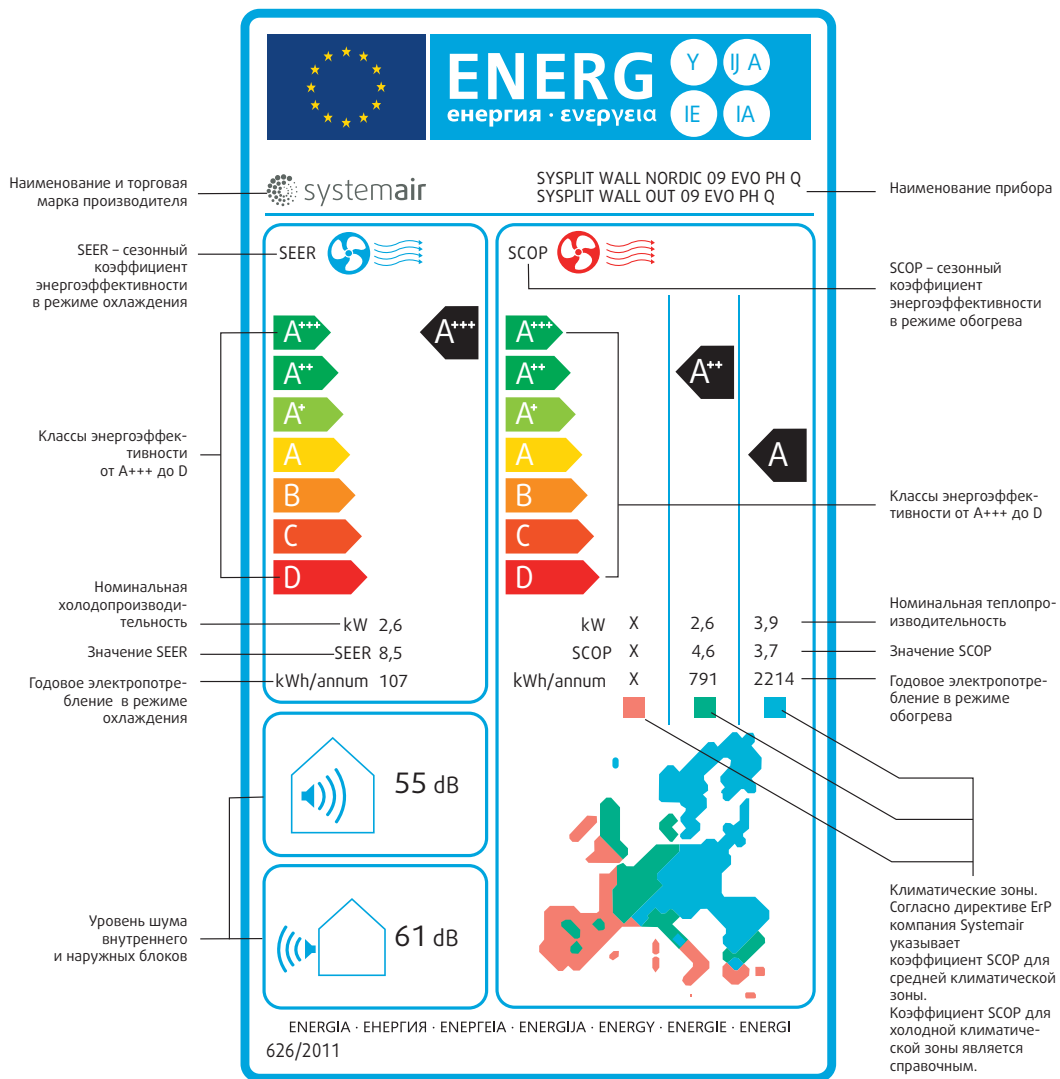 ENERG
енергия · ενεργεια
Y
IJA
IE
IA
Наименование и торговая
марка производителя
systemair
SYSPLIT WALL NORDIC 09 EVO PH Q
SYSPLIT WALL OUT 09 EVO PH Q
Наименование прибора
SEER – сезонный
коэффициент
энергоэффективности
в режиме охлаждения
SEER
SCOP
SCOP – сезонный
коэффициент
энергоэффективности
в режиме обогрева
A+++
A++
A+
A
B
C
D
A+++
A+++
A++
A+
A
B
C
D
A++
A
Классы энергоэффек-
тивности
от A+++ до D
Классы энергоэффек-
тивности от A+++ до D
Номинальная
холодопроизводи-
тельность
Значение SEER
Годовое электропотре-
бление в режиме
охлаждения
kW 2,6
SEER 8,5
kWh/annum 107
kW X 2,6 3,9
SCOP X 4,6 3,7
kWh/annum X 791 2214
Номинальная теплопро-
изводительность
Значение SCOP
Годовое электропотре-
бление в режиме
обогрева
55 dB
61 dB
Уровень шума
внутреннего
и наружных блоков
Климатические зоны.
Согласно директиве ErP
компания Systemair
указывает
коэффициент SCOP для
средней климатической
зоны.
Коэффициент SCOP для
холодной климатиче-
ской зоны является
справочным.
ENERGIA · ЕНЕРГИЯ · ΕΝΕΡΓΕΙΑ · ENERGIJA · ENERGY · ENERGIE · ENERGI
626/2011